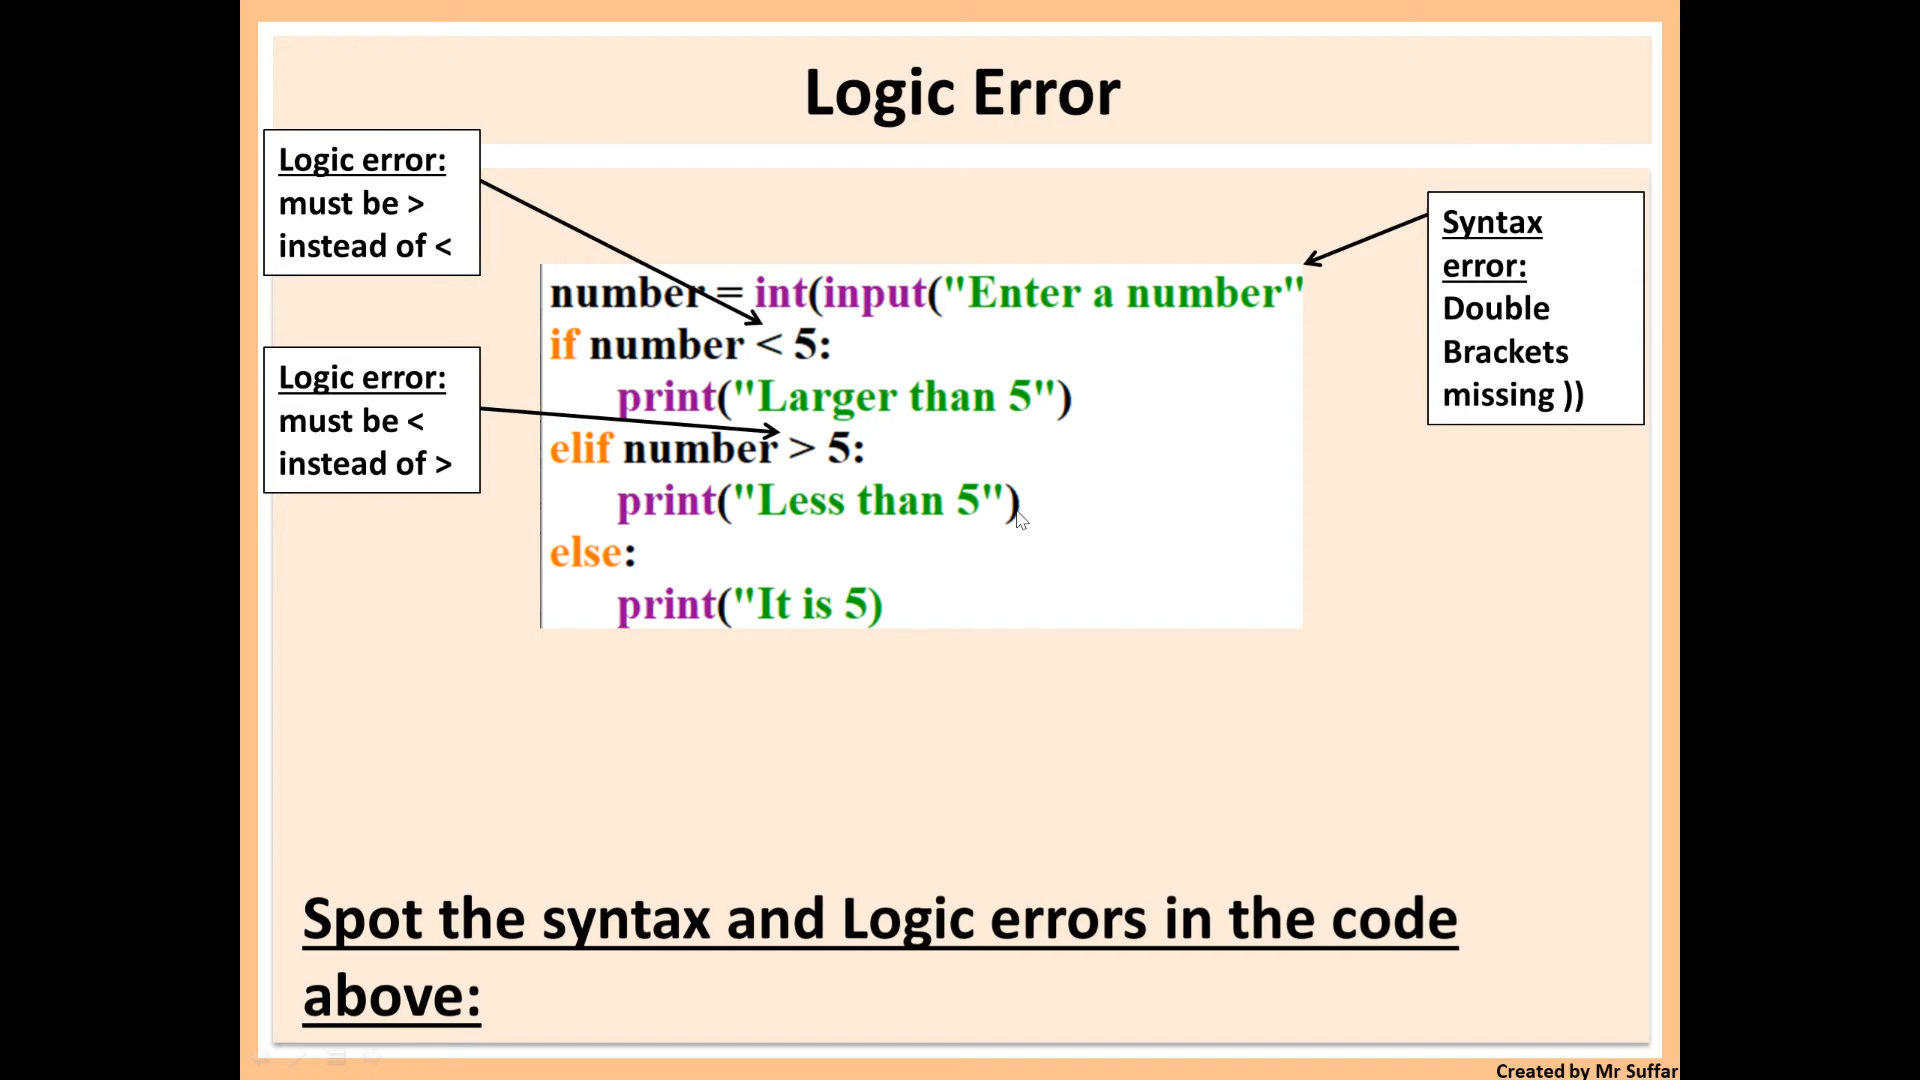 Logic Error
Logic error:
must be >
instead of <
Logic error:
must be <
instead of >
number = int(input("Enter a number"
if number < 5:
print("Larger than 5")
elif number > 5:
print("Less than 5")
else:
print("It is 5)
Syntax
error:
Double
Brackets
missing ))
Spot the syntax and Logic errors in the code
above:
Created by Mr Suffar